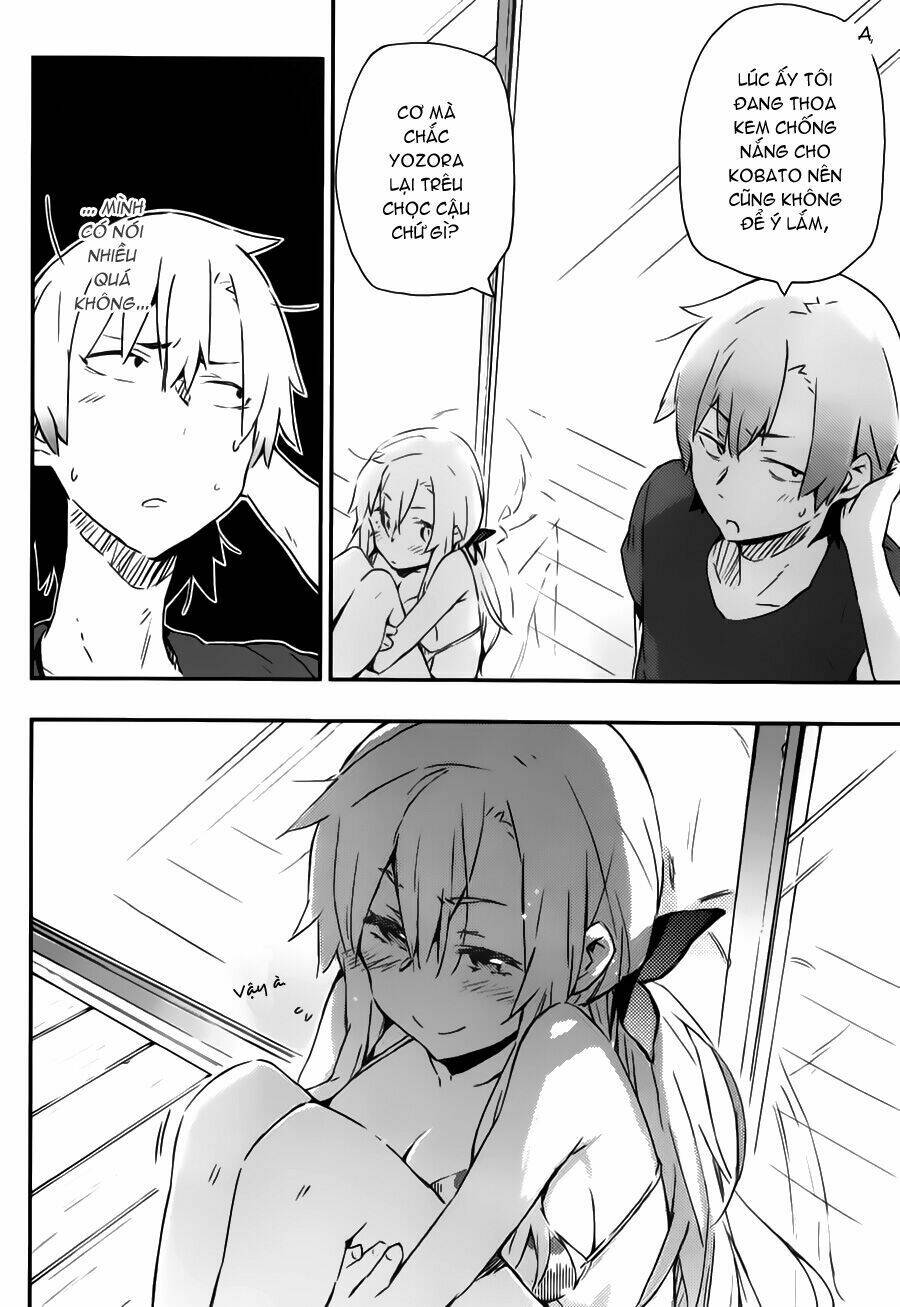 A,
LÚC ẤY TÔI
ĐANG THOA
KEM CHỐNG
NẮNG CHO
KOBATO NÊN
CŨNG KHÔNG
ĐỂ Ý LẮM,
CƠ MÀ
CHẮC
YOZORA
LẠI TRÊU
CHỌC CẬU
CHỨ GÌ?
... MÌNH
CÓ NÓI
NHIỀU
QUÁ
KHÔNG...
Vậy à.